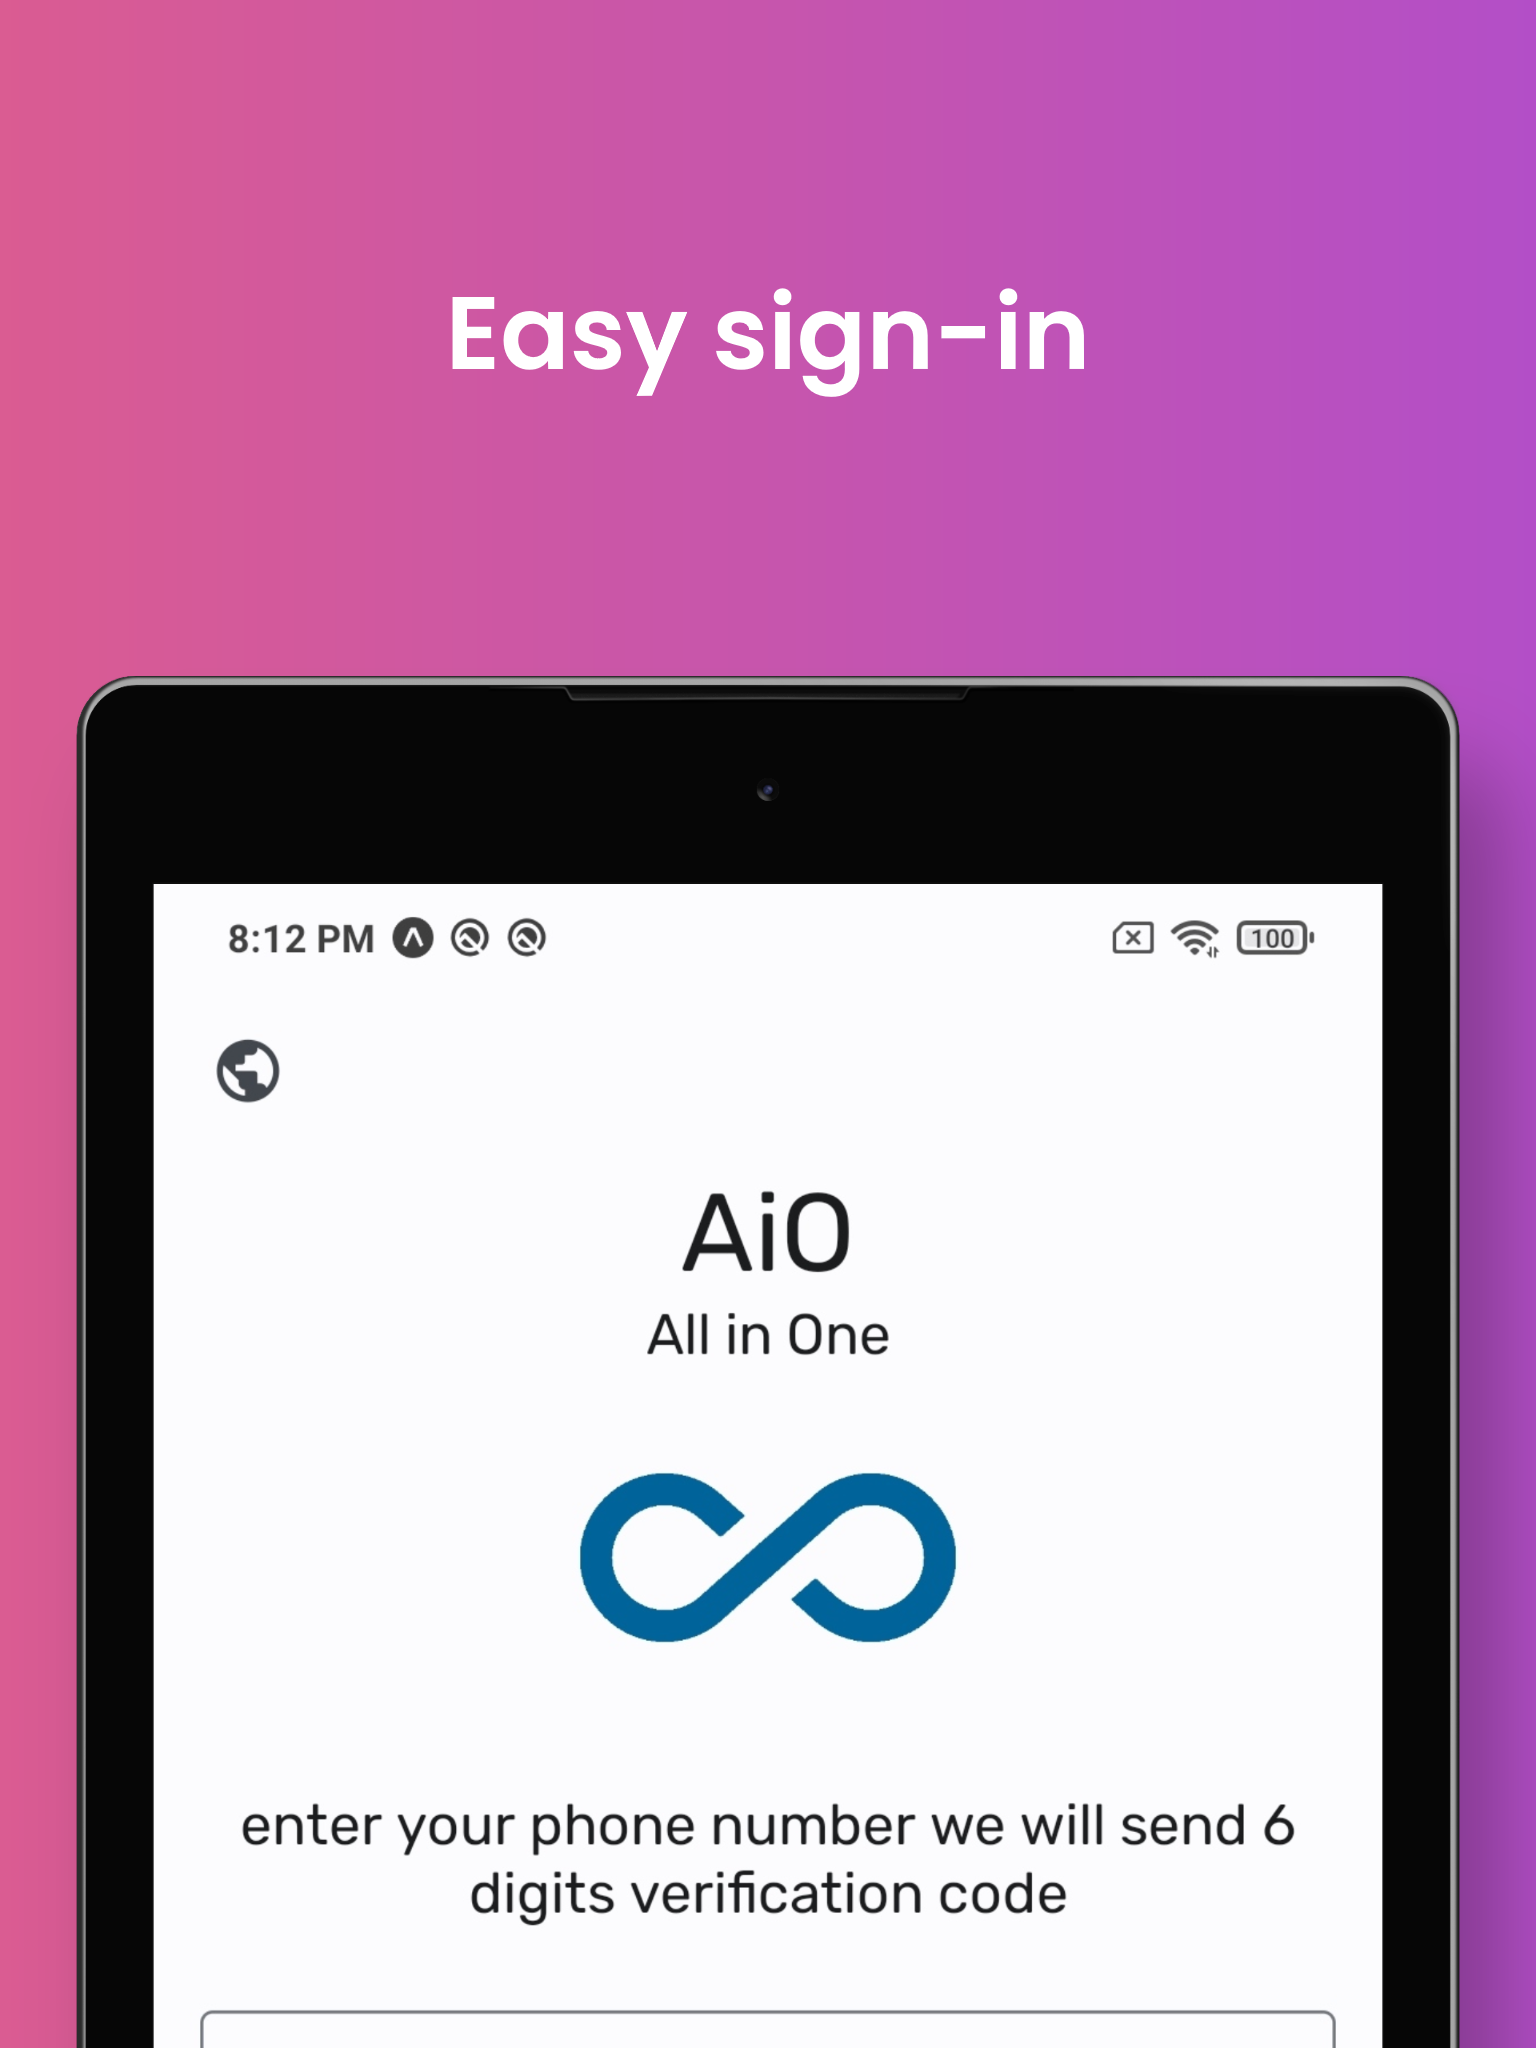 Easy sign-in
8:12 PM
100
AiO
All in One
enter your phone number we will send 6
digits verification code